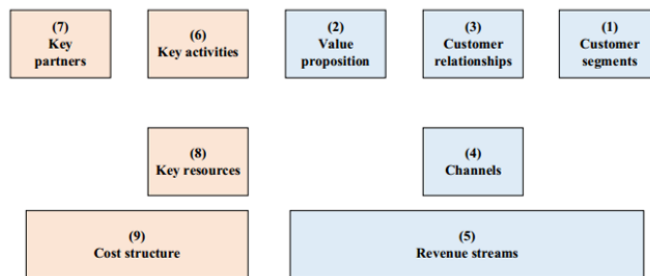 (7)
Key
partners
(6)
Key activities
(2)
Value
proposition
(3)
Customer
relationships
(1)
Customer
segments
(8)
Key resources
(4)
Channels
(9)
Cost structure
(5)
Revenue streams